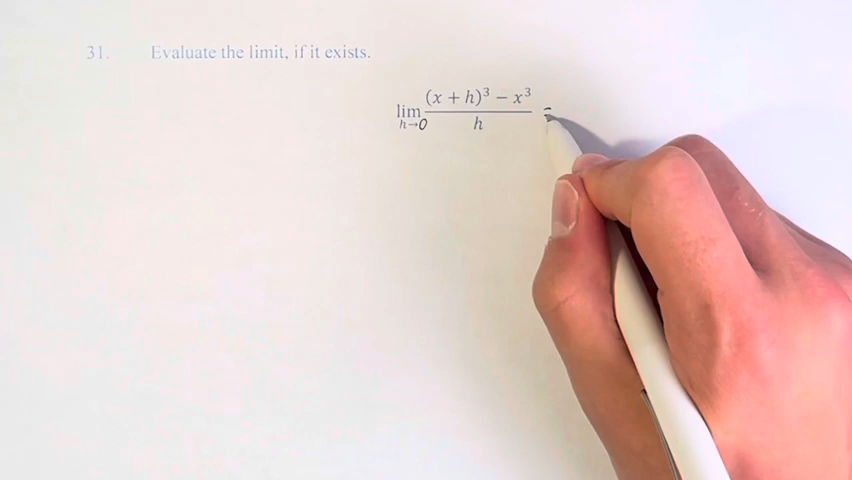 31. Evaluate the limit, if it exists.
(x + h)³ − x³
lim
h→0
h
=